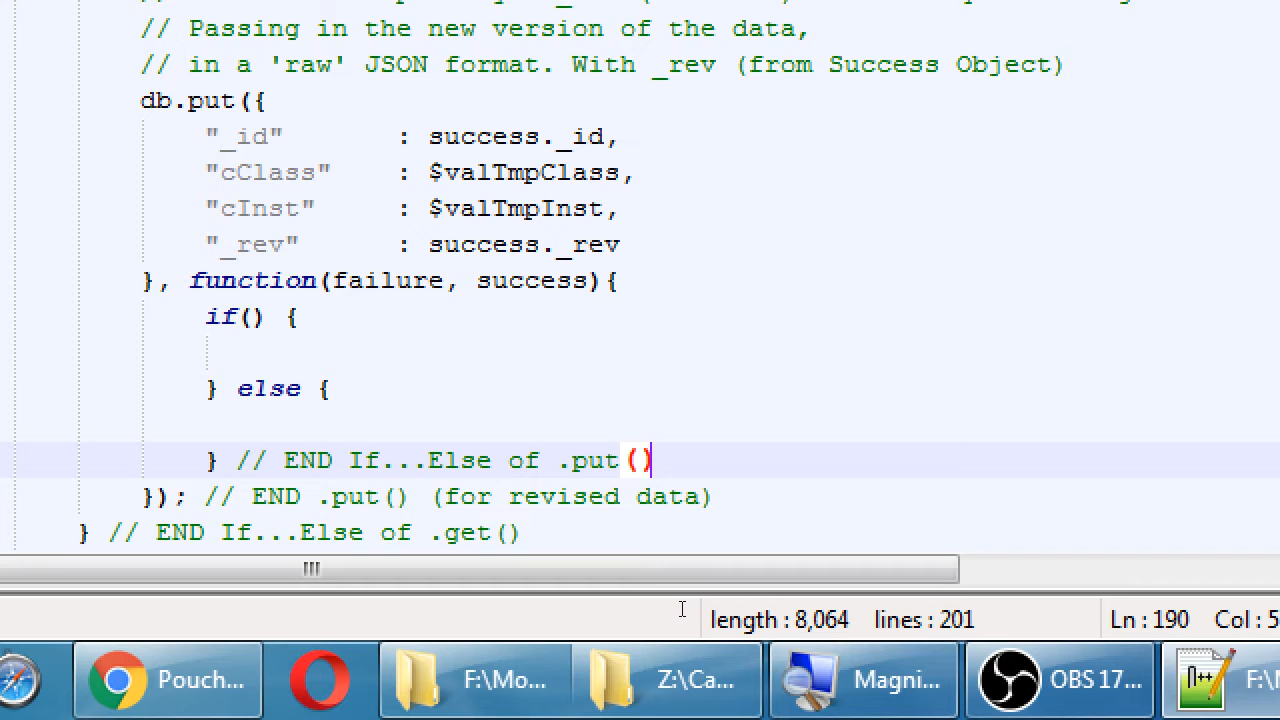 // Passing in the new version of the data,
// in a 'raw' JSON format. With _rev (from Success Object)
db.put({
"_id" : success._id,
"cClass" : $valTmpClass,
"cInst" : $valTmpInst,
"_rev" : success._rev
}, function(failure, success){
if() {
} else {
} // END If...Else of .put()
}); // END .put() (for revised data)
} // END If...Else of .get()
length : 8,064 lines : 201 Ln : 190 Col : 5
Pouch... F:\Mo... Z:\Ca... Magni... OBS 17... F:\